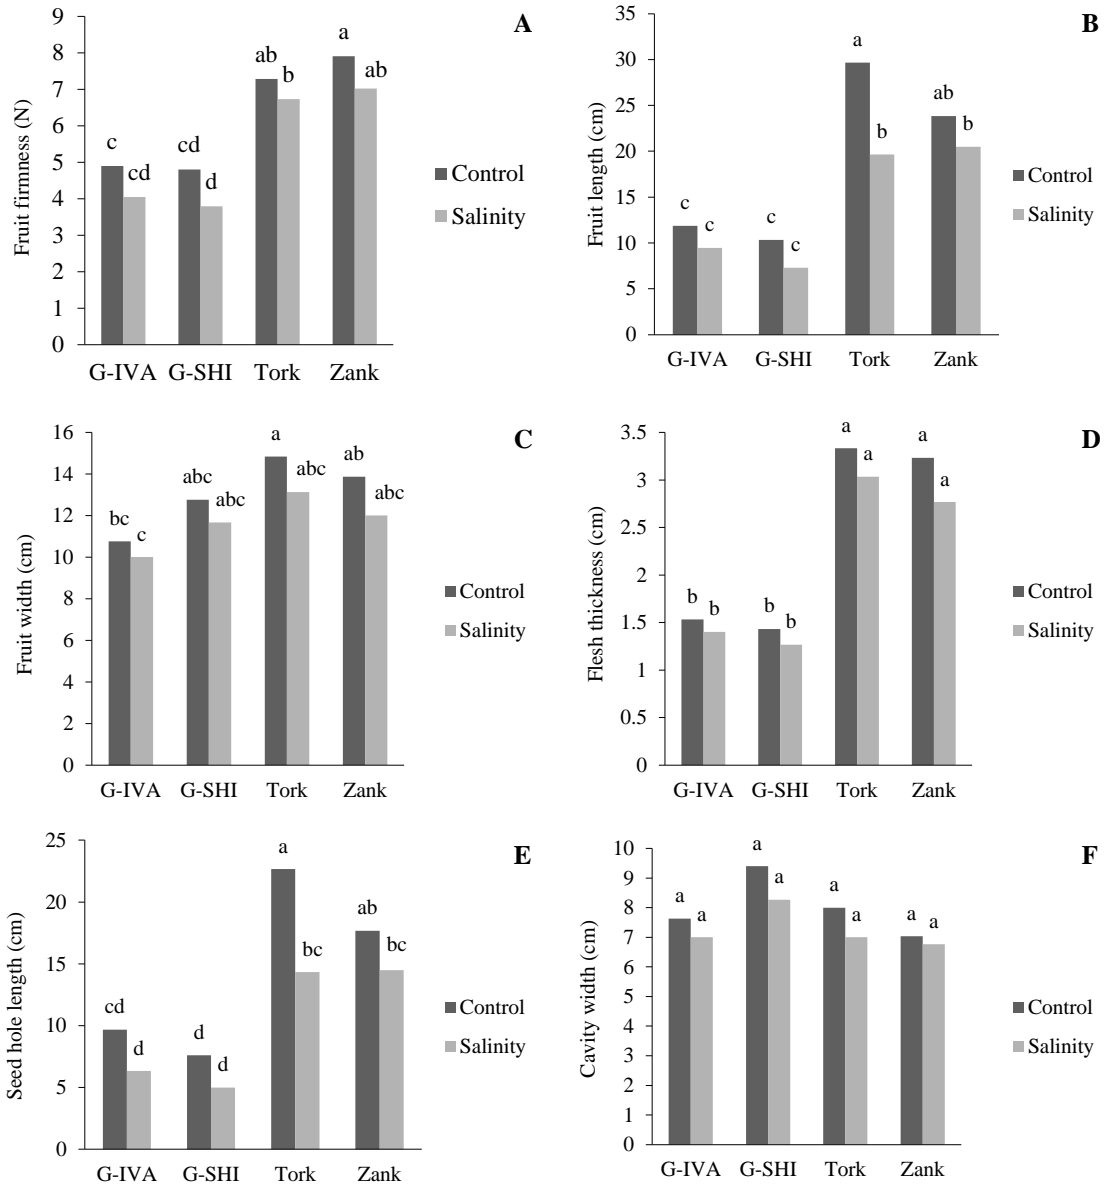 A
Fruit firmness (N)
9
8
7
6
5
4
3
2
1
0
c
cd
cd
d
ab
b
a
ab
G-IVA G-SHI Tork Zank
Control
Salinity
B
Fruit length (cm)
35
30
25
20
15
10
5
0
c
c
c
c
a
b
ab
b
G-IVA G-SHI Tork Zank
Control
Salinity
C
Fruit width (cm)
16
14
12
10
8
6
4
2
0
bc
c
abc
abc
a
abc
ab
abc
G-IVA G-SHI Tork Zank
Control
Salinity
D
Flesh thickness (cm)
3.5
3
2.5
2
1.5
1
0.5
0
b
b
b
b
a
a
a
a
G-IVA G-SHI Tork Zank
Control
Salinity
E
Seed hole length (cm)
25
20
15
10
5
0
cd
d
d
d
a
bc
ab
bc
G-IVA G-SHI Tork Zank
Control
Salinity
F
Cavity width (cm)
10
9
8
7
6
5
4
3
2
1
0
a
a
a
a
a
a
a
a
G-IVA G-SHI Tork Zank
Control
Salinity